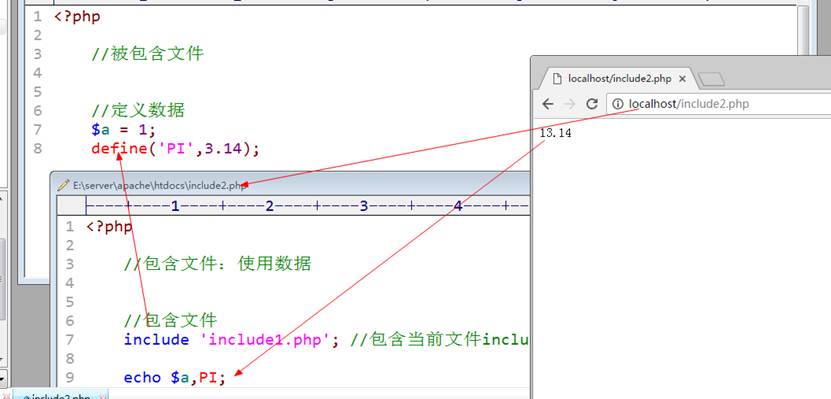 1 <?php
2
3 //被包含文件
4
5
6 //定义数据
7 $a = 1;
8 define('PI',3.14);
E:\server\apache\htdocs\include2.php
----+----1----+----2----+----3----+----4----+--
1 <?php
2
3 //包含文件：使用数据
4
5
6 //包含文件
7 include 'include1.php'; //包含当前文件inclu
8
9 echo $a,PI;
include2.php
localhost/include2.php
localhost/include2.php
13.14